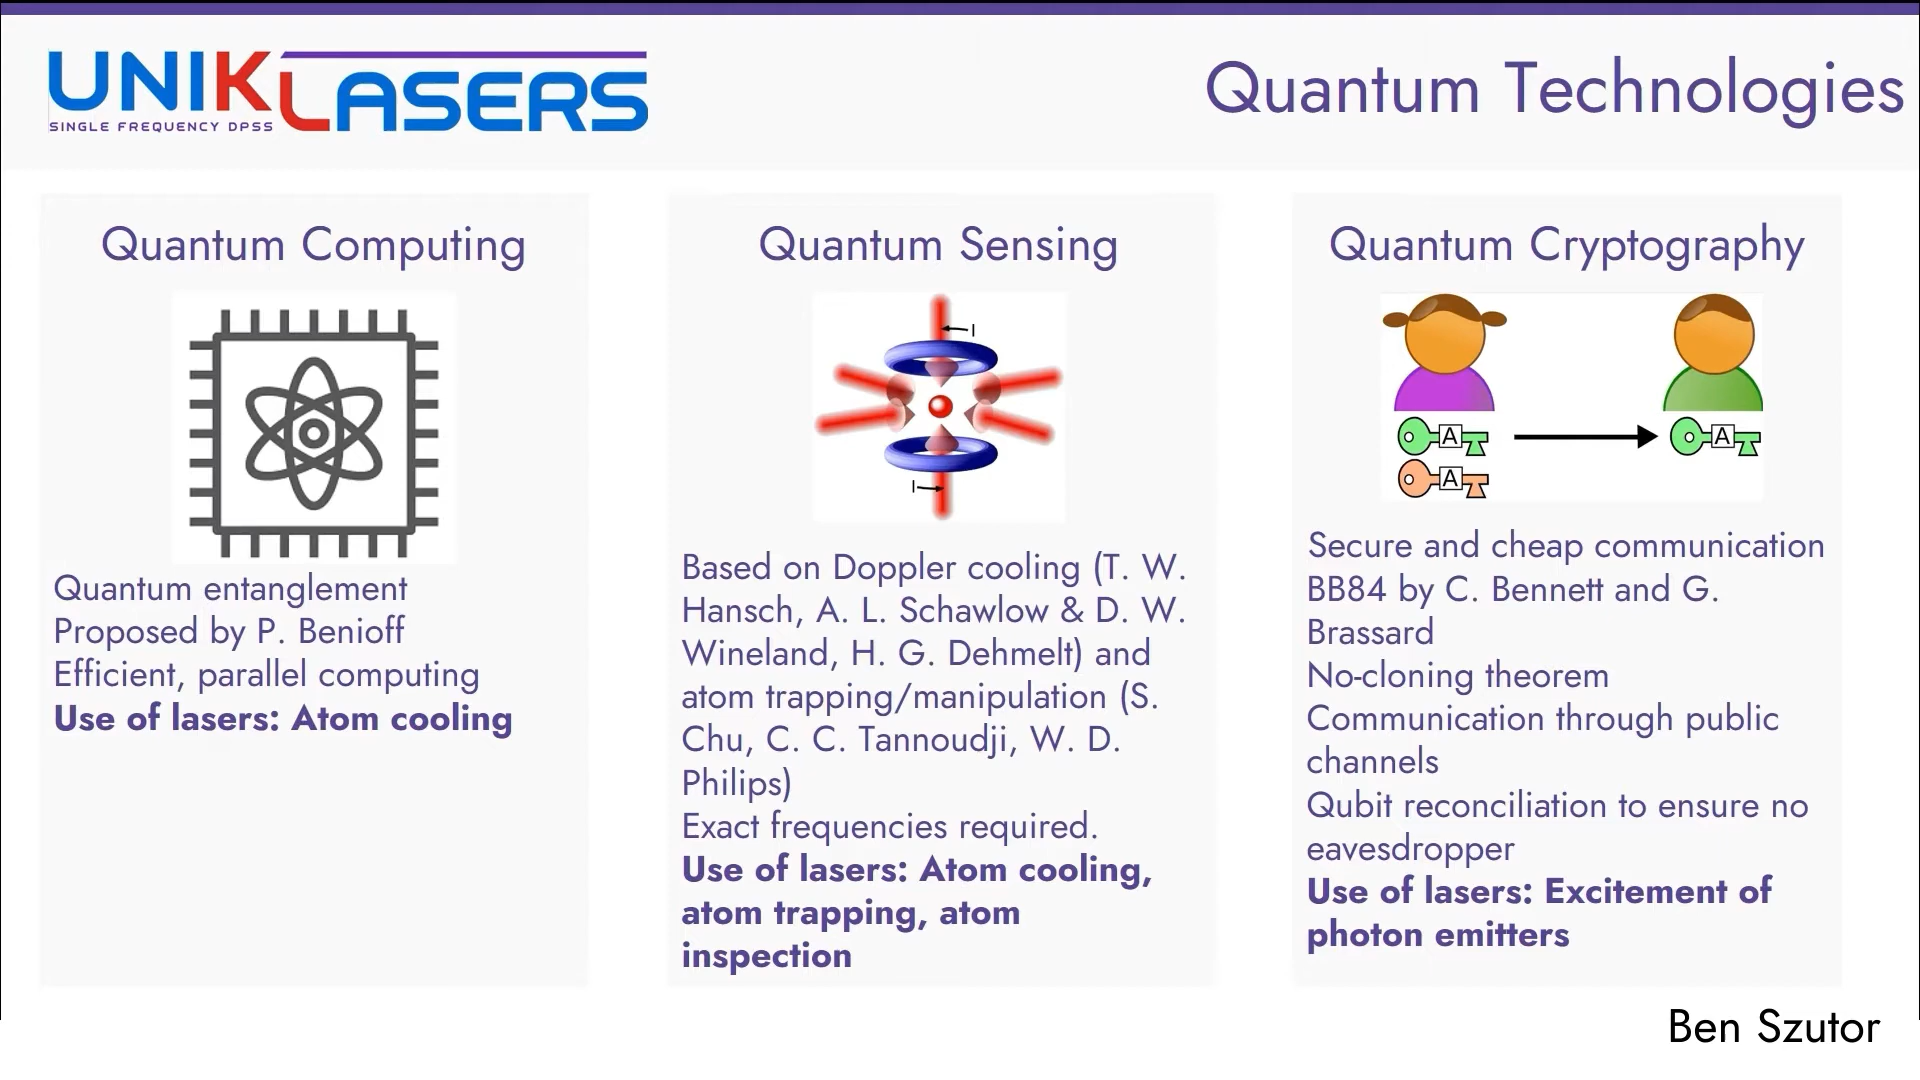 UNIKLASERS
SINGLE FREQUENCY DPSS
Quantum Technologies
Quantum Computing
Quantum entanglement
Proposed by P. Benioff
Efficient, parallel computing
Use of lasers: Atom cooling
Quantum Sensing
I
I
Based on Doppler cooling (T. W.
Hansch, A. L. Schawlow & D. W.
Wineland, H. G. Dehmelt) and
atom trapping/manipulation (S.
Chu, C. C. Tannoudji, W. D.
Philips)
Exact frequencies required.
Use of lasers: Atom cooling,
atom trapping, atom
inspection
Quantum Cryptography
A A
A
Secure and cheap communication
BB84 by C. Bennett and G.
Brassard
No-cloning theorem
Communication through public
channels
Qubit reconciliation to ensure no
eavesdropper
Use of lasers: Excitement of
photon emitters
Ben Szutor